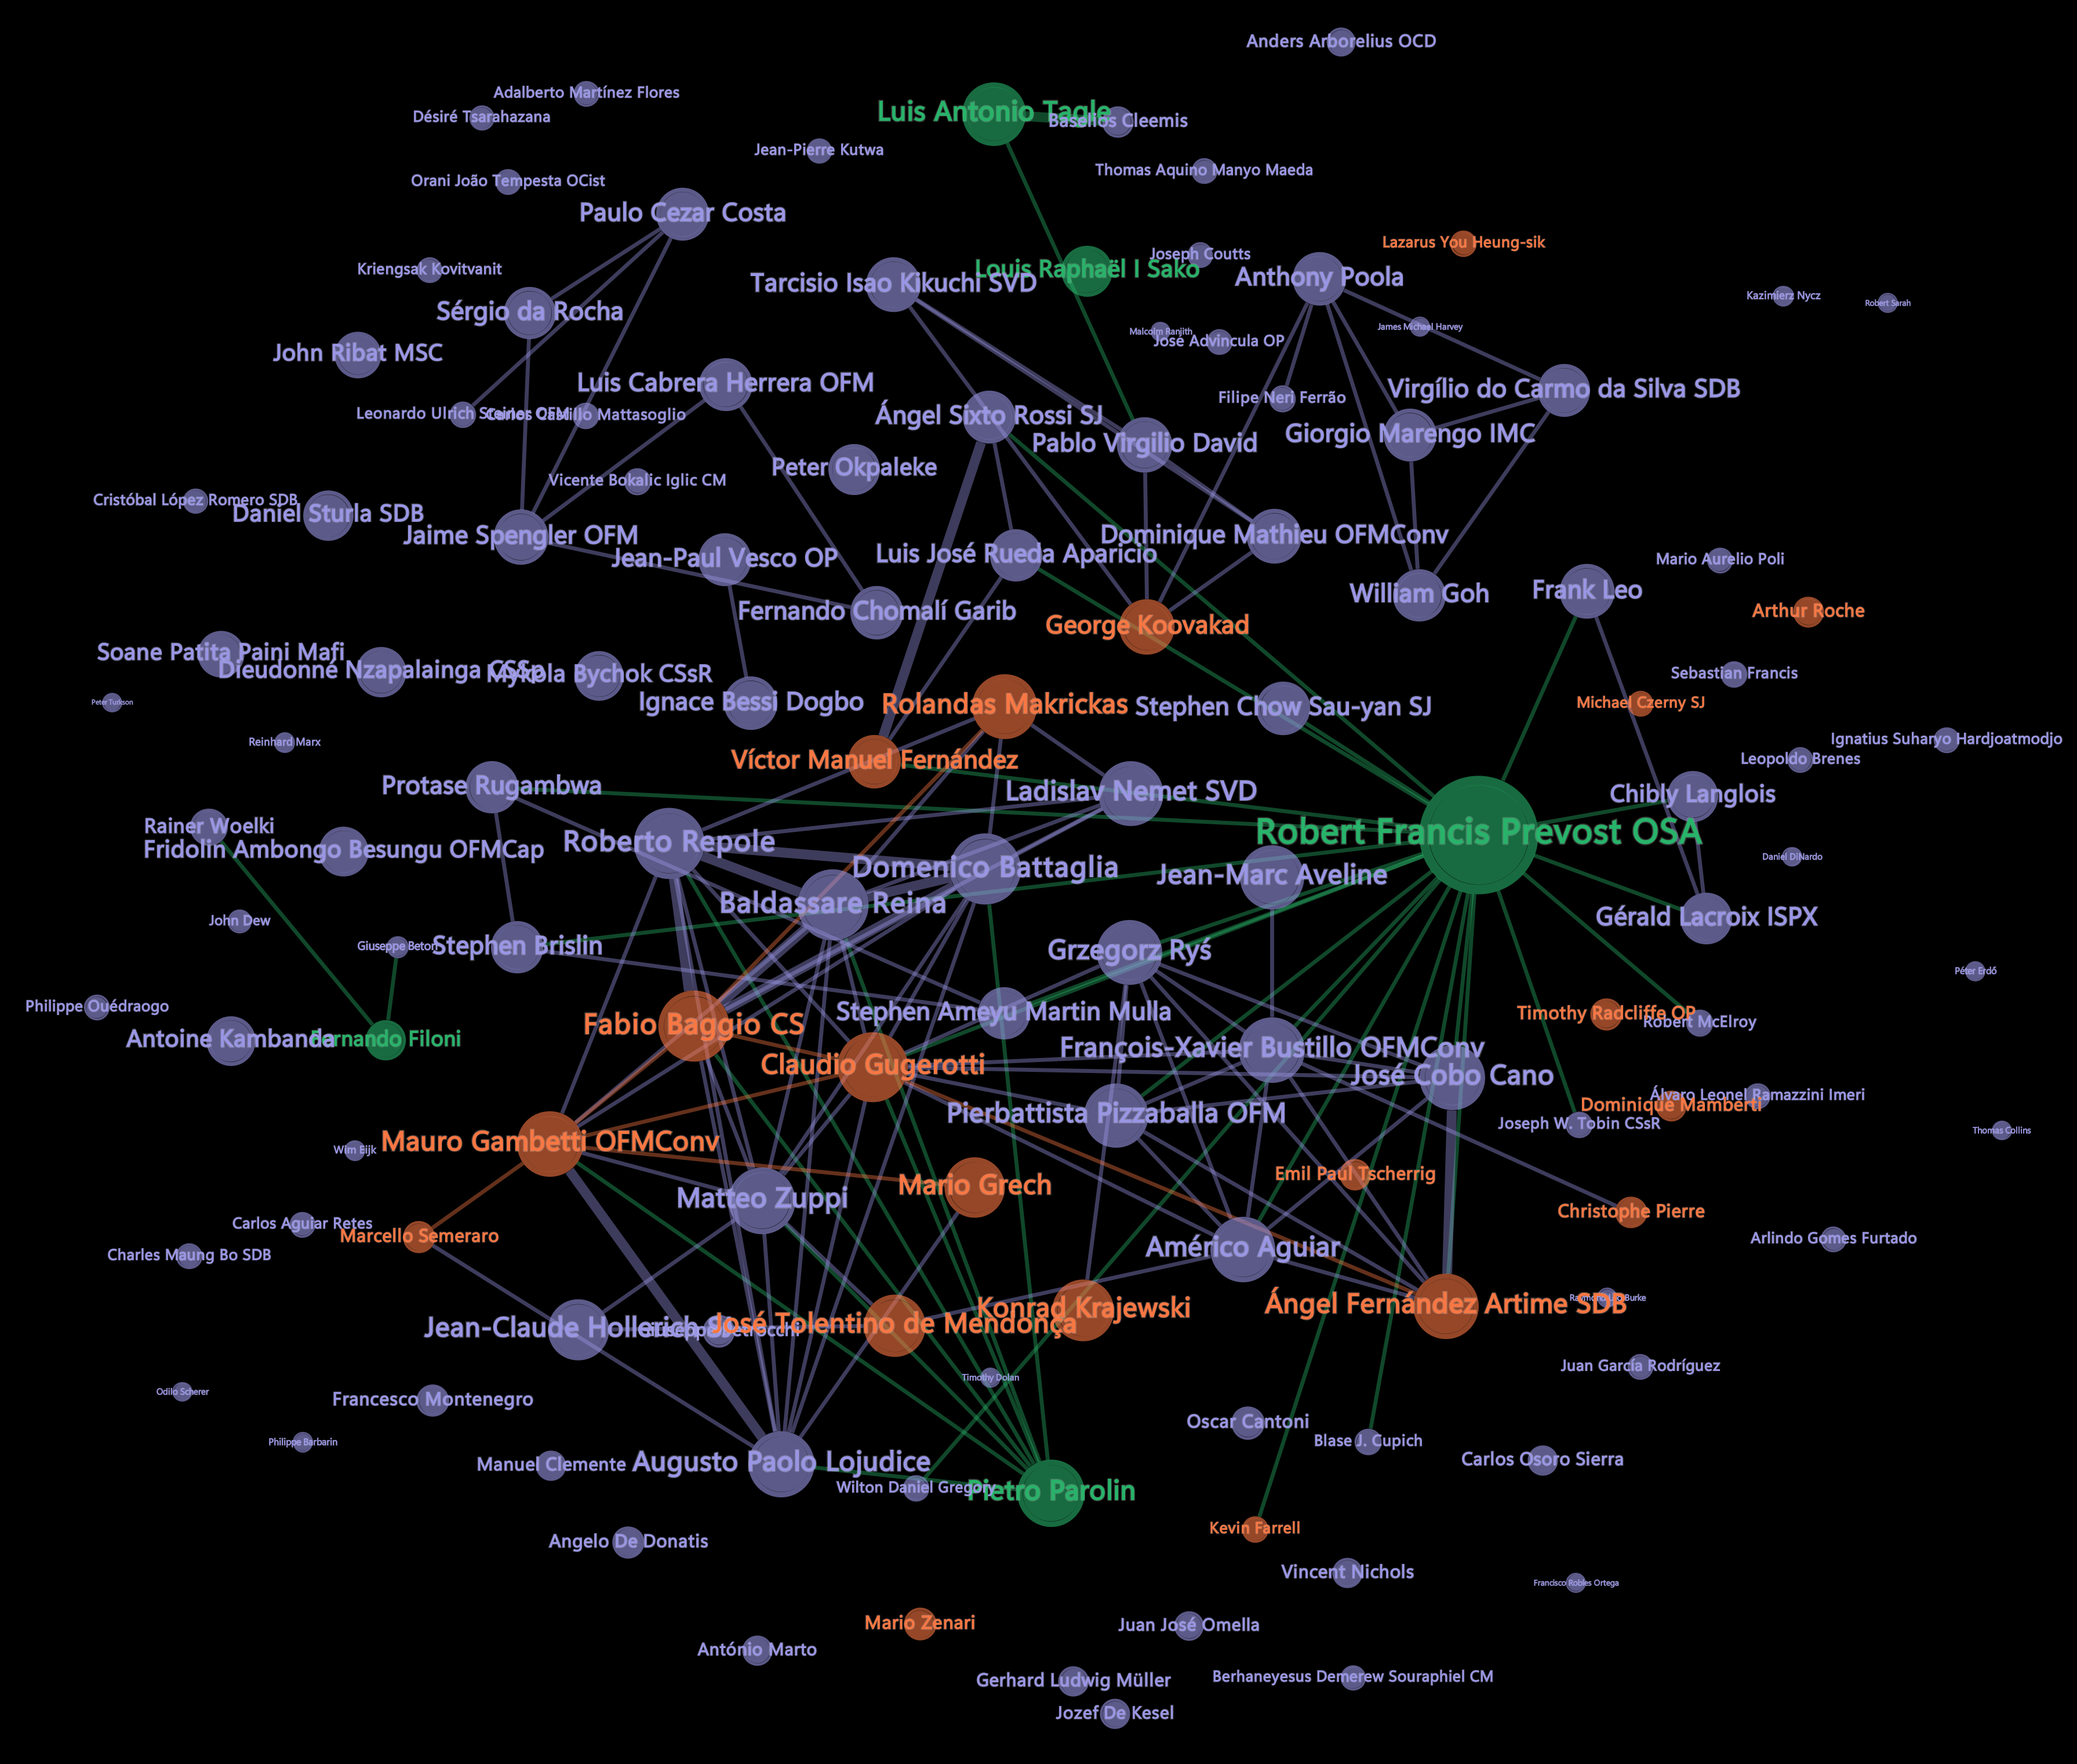 Anders Arborelius OCD
Adalberto Martínez Flores
Désiré Tsarahazana
Luis Antonio Tagle
Baselios Cleemis
Jean-Pierre Kutwa
Thomas Aquino Manyo Maeda
Orani João Tempesta OCist
Paulo Cezar Costa
Lazarus You Heung-sik
Joseph Coutts
Kriengsak Kovitvanit
Louis Raphaël I Sako
Anthony Poola
Tarcisio Isao Kikuchi SVD
Kazimierz Nycz
Robert Sarah
Sérgio da Rocha
James Michael Harvey
Malcolm Ranjith
José Advincula OP
John Ribat MSC
Luis Cabrera Herrera OFM
Virgílio do Carmo da Silva SDB
Filipe Neri Ferrão
Leonardo Ulrich Steiner OFM
Carlos Castillo Mattasoglio
Ángel Sixto Rossi SJ
Giorgio Marengo IMC
Pablo Virgilio David
Peter Okpaleke
Vicente Bokalic Iglic CM
Cristóbal López Romero SDB
Daniel Sturla SDB
Jaime Spengler OFM
Dominique Mathieu OFMConv
Jean-Paul Vesco OP
Luis José Rueda Aparicio
Mario Aurelio Poli
Frank Leo
William Goh
Fernando Chomalí Garib
Arthur Roche
George Koovakad
Soane Patita Paini Mafi
Dieudonné Nzapalainga CSSp
Mykola Bychok CSsR
Sebastian Francis
Peter Turkson
Ignace Bessi Dogbo
Rolandas Makrickas
Stephen Chow Sau-yan SJ
Michael Czerny SJ
Reinhard Marx
Ignatius Suharyo Hardjoatmodjo
Víctor Manuel Fernández
Leopoldo Brenes
Protase Rugambwa
Ladislav Nemet SVD
Chibly Langlois
Rainer Woelki
Robert Francis Prevost OSA
Roberto Repole
Fridolin Ambongo Besungu OFMCap
Daniel DiNardo
Domenico Battaglia
Jean-Marc Aveline
Baldassare Reina
John Dew
Gérald Lacroix ISPX
Giuseppe Betori
Stephen Brislin
Grzegorz Ryś
Péter Erdő
Philippe Ouédraogo
Stephen Ameyu Martin Mulla
Timothy Radcliffe OP
Robert McElroy
Fabio Baggio CS
Antoine Kambanda
Fernando Filoni
François-Xavier Bustillo OFMConv
Claudio Gugerotti
José Cobo Cano
Álvaro Leonel Ramazzini Imeri
Dominique Mamberti
Pierbattista Pizzaballa OFM
Joseph W. Tobin CSsR
Thomas Collins
Mauro Gambetti OFMConv
Wim Eijk
Emil Paul Tscherrig
Mario Grech
Matteo Zuppi
Christophe Pierre
Carlos Aguiar Retes
Marcello Semeraro
Arlindo Gomes Furtado
Américo Aguiar
Charles Maung Bo SDB
Raymond Leo Burke
Ángel Fernández Artime SDB
Konrad Krajewski
José Tolentino de Mendonça
Jean-Claude Hollerich SJ
Giuseppe Petrocchi
Juan García Rodríguez
Timothy Dolan
Odilo Scherer
Francesco Montenegro
Oscar Cantoni
Philippe Barbarin
Blase J. Cupich
Carlos Osoro Sierra
Manuel Clemente
Augusto Paolo Lojudice
Wilton Daniel Gregory
Pietro Parolin
Kevin Farrell
Angelo De Donatis
Vincent Nichols
Francisco Robles Ortega
Mario Zenari
Juan José Omella
António Marto
Berhaneyesus Demerew Souraphiel CM
Gerhard Ludwig Müller
Jozef De Kesel